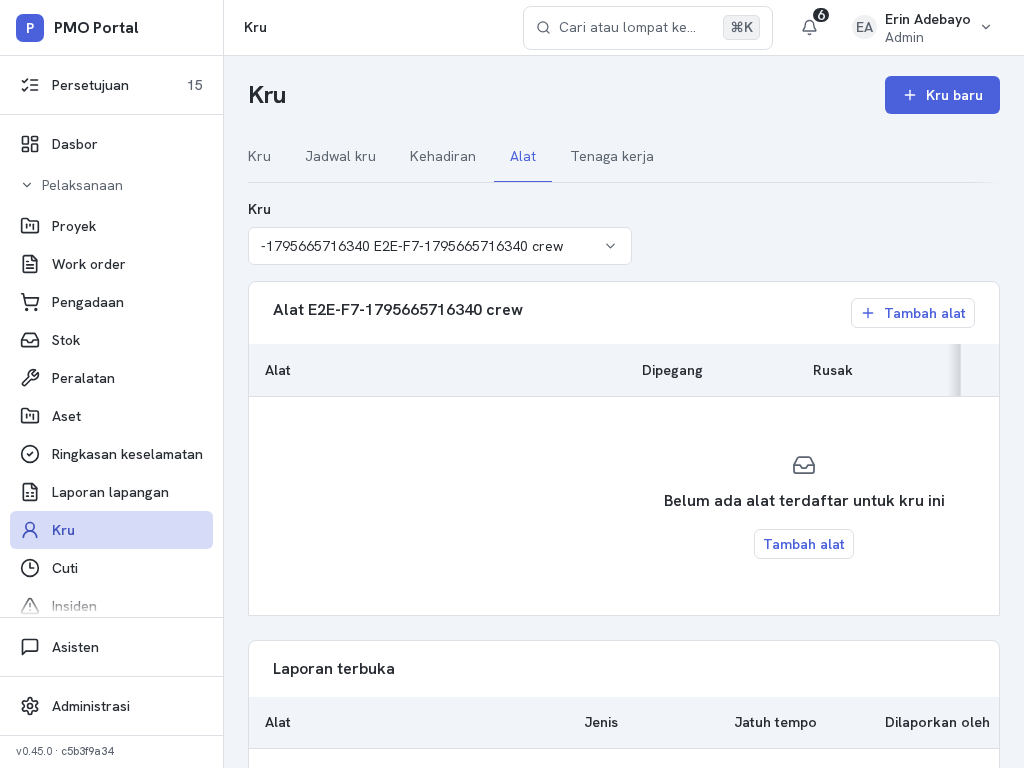 P PMO Portal
Kru
Cari atau lompat ke...
⌘K
6
EA
Erin Adebayo
Admin
Persetujuan 15
Dasbor
Pelaksanaan
Proyek
Work order
Pengadaan
Stok
Peralatan
Aset
Ringkasan keselamatan
Laporan lapangan
Kru
Cuti
Insiden
Asisten
Administrasi
v0.45.0 · c5b3f9a34
Kru
Kru baru
Kru Jadwal kru Kehadiran Alat Tenaga kerja
Kru
-1795665716340 E2E-F7-1795665716340 crew
Alat E2E-F7-1795665716340 crew
Tambah alat
Alat Dipegang Rusak
Belum ada alat terdaftar untuk kru ini
Tambah alat
Laporan terbuka
Alat Jenis Jatuh tempo Dilaporkan oleh